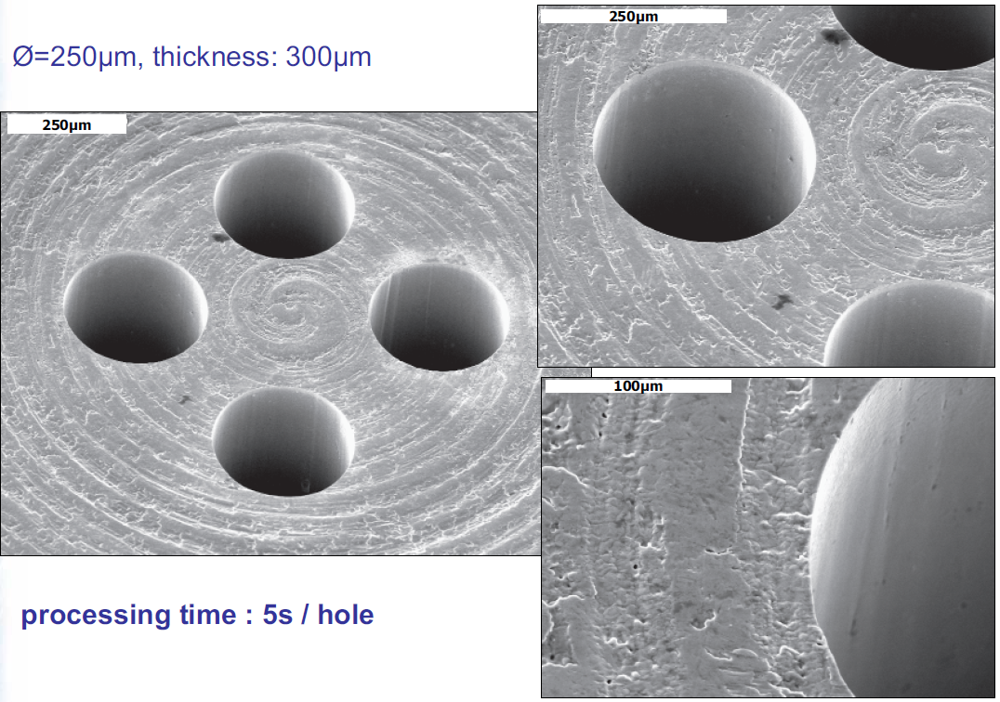 Ø=250µm, thickness: 300µm
250µm
250µm
100µm
processing time : 5s / hole